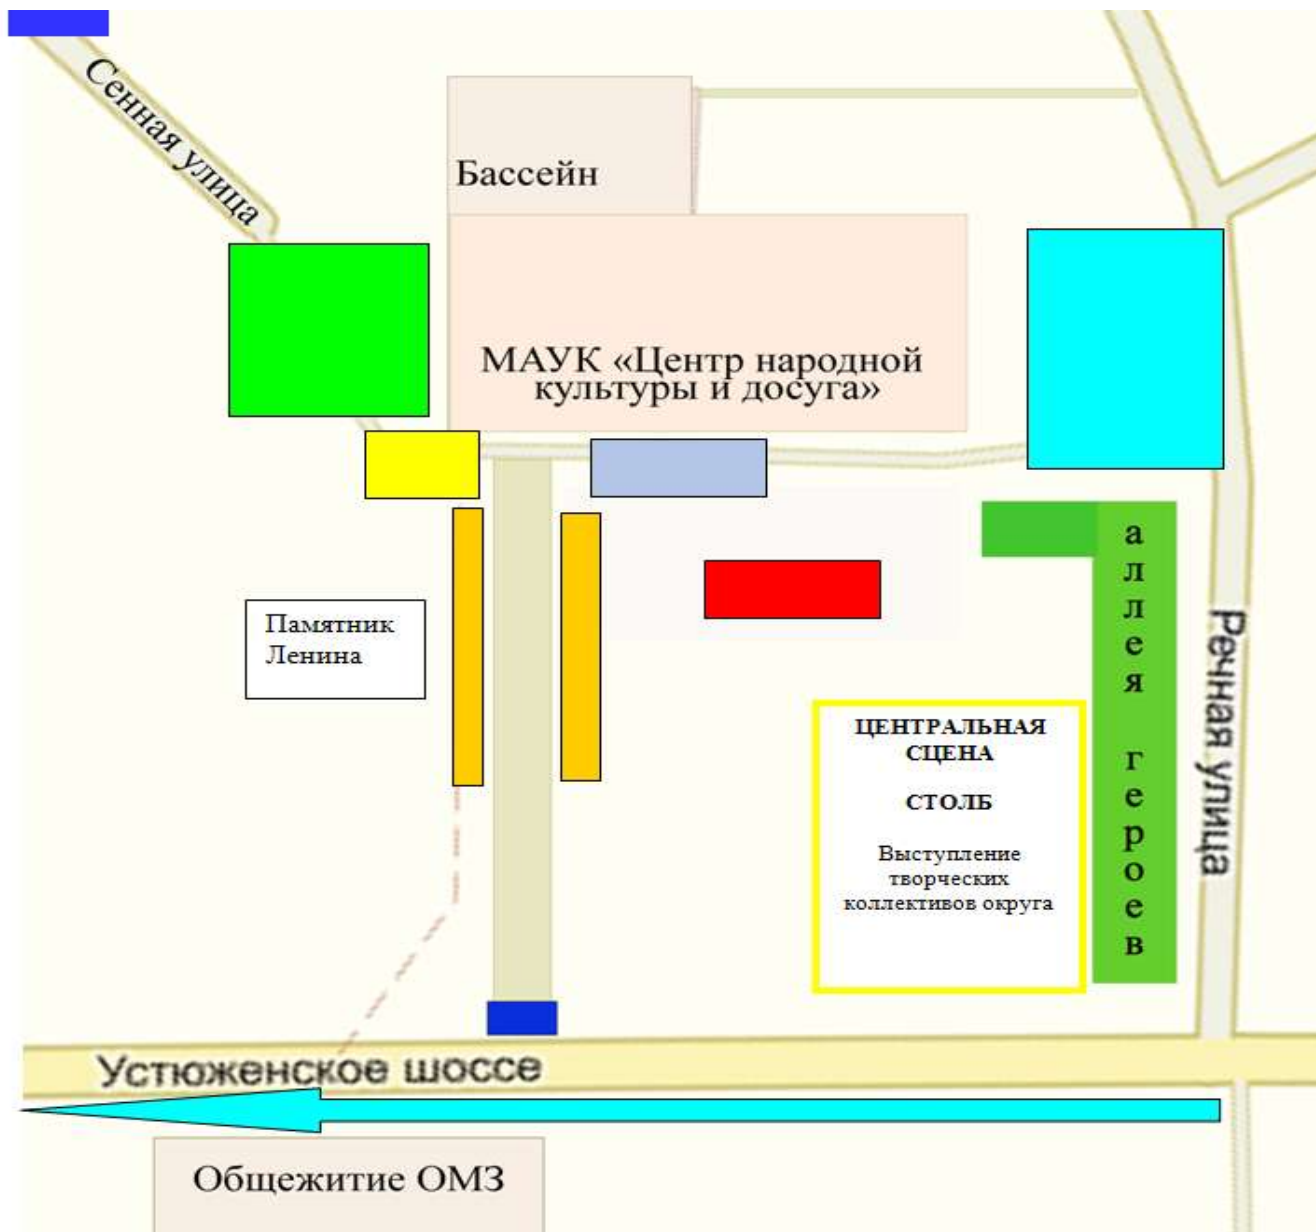 Сенная улица
Бассейн
МАУК «Центр народной
культуры и досуга»
Памятник
Ленина
аллея героев
Речная улица
ЦЕНТРАЛЬНАЯ
СЦЕНА
СТОЛБ
Выступление
творческих
коллективов округа
Устюженское шоссе
Общежитие ОМЗ